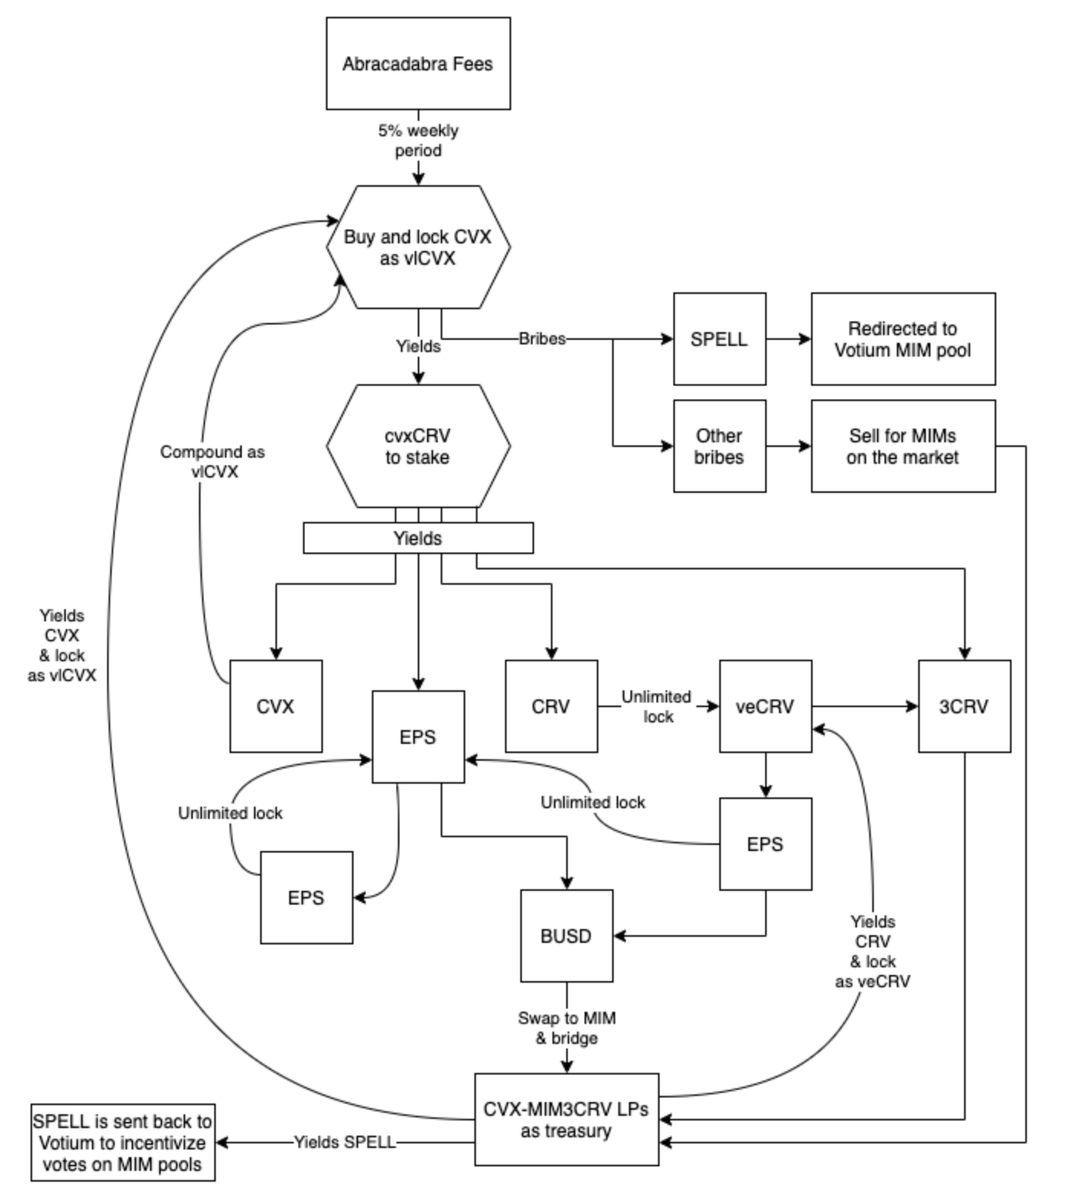 Abracadabra Fees
5% weekly
period
Buy and lock CVX
as vlCVX
Yields
Bribes
SPELL
Redirected to
Votium MIM pool
cvxCRV
to stake
Other
bribes
Sell for MIMs
on the market
Compound as
vlCVX
Yields
Yields
CVX
& lock
as vlCVX
CVX
EPS
CRV
Unlimited
lock
veCRV
3CRV
Unlimited lock
Unlimited lock
EPS
EPS
BUSD
Yields
CRV
& lock
as veCRV
Swap to MIM
& bridge
CVX-MIM3CRV LPs
as treasury
Yields SPELL
SPELL is sent back to
Votium to incentivize
votes on MIM pools